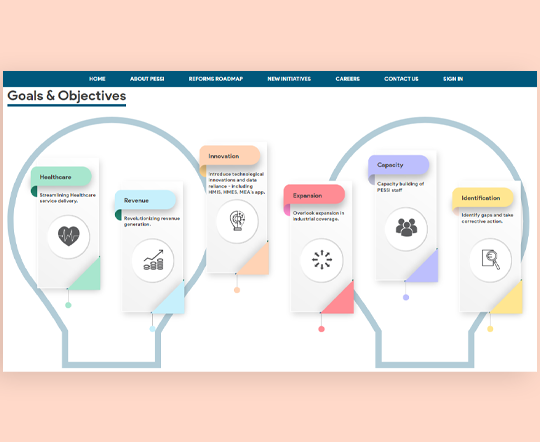 HOME ABOUT PESSI REFORMS ROADMAP NEW INITIATIVES CAREERS CONTACT US SIGN IN
Goals & Objectives
Healthcare
Streamlining Healthcare
service delivery.
Revenue
Revolutionizing revenue
generation.
Innovation
Introduce technological
innovations and data
reliance - including
HMIS, HMES, MEA's app.
Expansion
Overlook expansion in
industrial coverage.
Capacity
Capacity building of
PESSI staff
Identification
Identify gaps and take
corrective action.